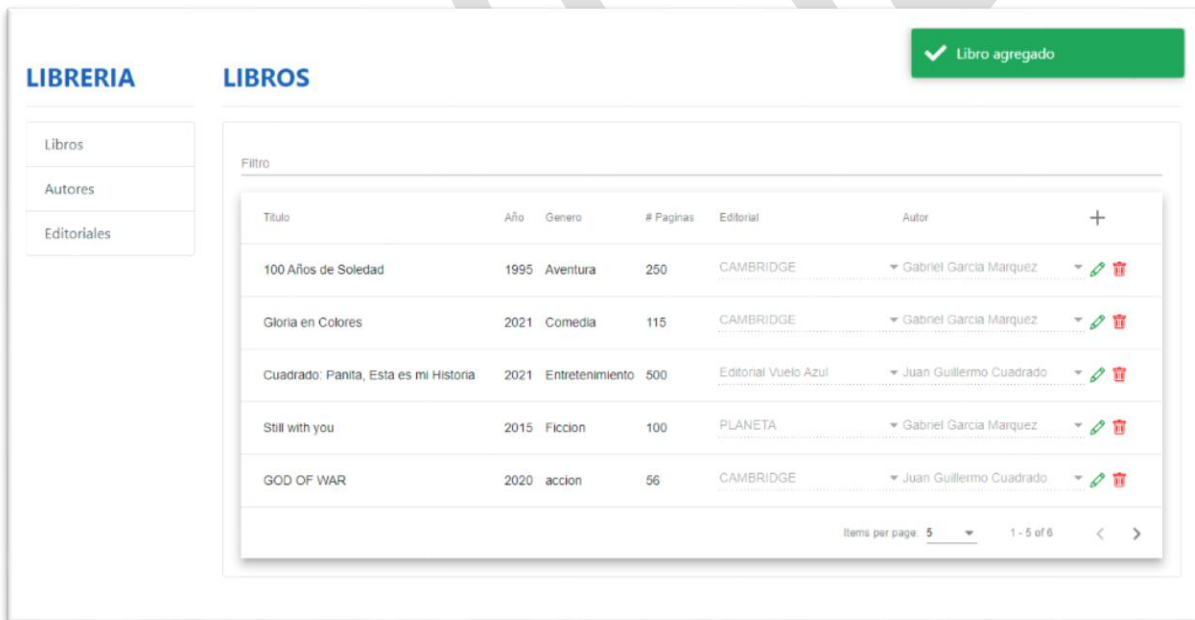 Libro agregado
LIBRERIA
LIBROS
Libros
Autores
Editoriales
Filtro
Titulo Año Genero # Paginas Editorial Autor
100 Años de Soledad 1995 Aventura 250 CAMBRIDGE Gabriel Garcia Marquez
Gloria en Colores 2021 Comedia 115 CAMBRIDGE Gabriel Garcia Marquez
Cuadrado: Panita, Esta es mi Historia 2021 Entretenimiento 500 Editorial Vuelo Azul Juan Guillermo Cuadrado
Still with you 2015 Ficcion 100 PLANETA Gabriel Garcia Marquez
GOD OF WAR 2020 accion 56 CAMBRIDGE Juan Guillermo Cuadrado
Items per page: 5 1 - 5 of 6